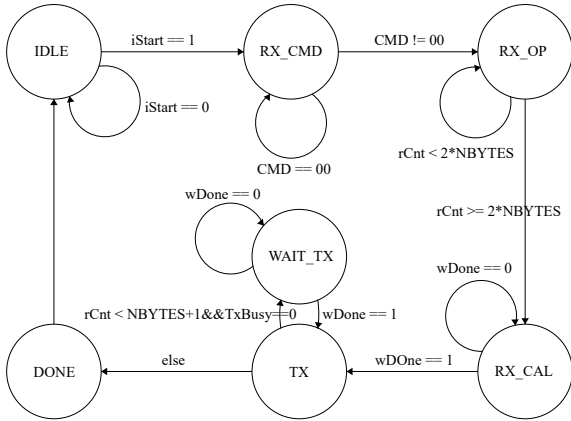 iStart == 1
CMD != 00
IDLE
RX_CMD
RX_OP
iStart == 0
rCnt < 2*NBYTES
CMD == 00
wDone == 0
rCnt >= 2*NBYTES
WAIT_TX
wDone == 0
rCnt < NBYTES+1&&TxBusy==0
wDone == 1
else
wDOne == 1
DONE
TX
RX_CAL